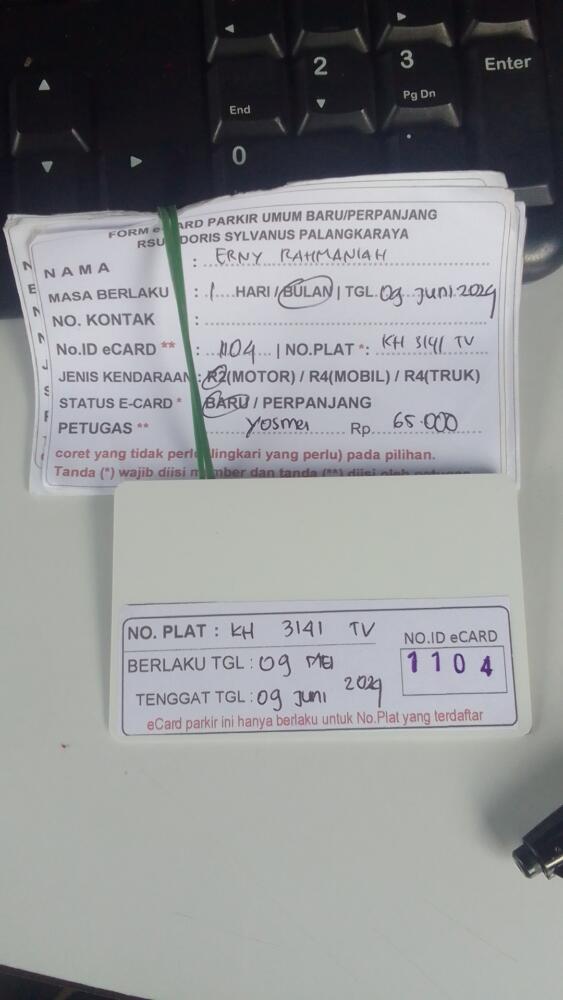 2
3
Enter
End
Pg Dn
0
FORM e ARD PARKIR UMUM BARU/PERPANJANG
RSU DORIS SYLVANUS PALANGKARAYA
NAMA : ERNY RAHMANIAH
MASA BERLAKU : 1 HARI / BULAN | TGL. 09 Juni 2024
NO. KONTAK :
No.ID eCARD ** : 1104 | NO.PLAT *: KH 3141 TV
JENIS KENDARAAN : R2(MOTOR) / R4(MOBIL) / R4(TRUK)
STATUS E-CARD * BARU / PERPANJANG
PETUGAS ** : Yosmei Rp 65.000
coret yang tidak perl lingkari yang perlu) pada pilihan.
Tanda (*) wajib diisi member dan tanda (**) diisi oleh petugas
NO. PLAT : KH 3141 TV
NO.ID eCARD
1104
BERLAKU TGL : 09 MEI
TENGGAT TGL : 09 Juni 2024
eCard parkir ini hanya berlaku untuk No.Plat yang terdaftar